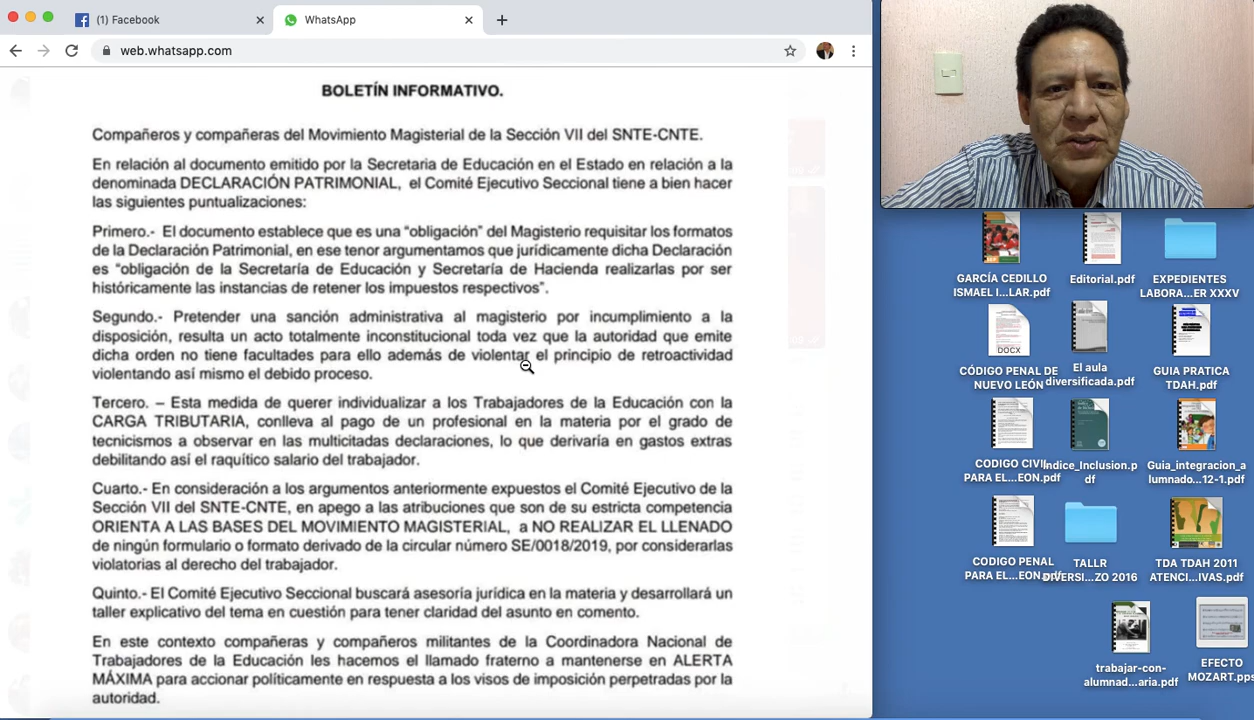 (1) Facebook
WhatsApp
web.whatsapp.com
BOLETÍN INFORMATIVO.
Compañeros y compañeras del Movimiento Magisterial de la Sección VII del SNTE-CNTE.
En relación al documento emitido por la Secretaria de Educación en el Estado en relación a la
denominada DECLARACIÓN PATRIMONIAL, el Comité Ejecutivo Seccional tiene a bien hacer
las siguientes puntualizaciones:
Primero.- El documento establece que es una “obligación” del Magisterio requisitar los formatos
de la Declaración Patrimonial, en ese tenor argumentamos que jurídicamente dicha Declaración
es “obligación de la Secretaría de Educación y Secretaría de Hacienda realizarlas por ser
históricamente las instancias de retener los impuestos respectivos”.
Segundo.- Pretender una sanción administrativa al magisterio por incumplimiento a la
disposición, resulta un acto totalmente inconstitucional toda vez que la autoridad que emite
dicha orden no tiene facultades para ello además de violentar el principio de retroactividad
violentando así mismo el debido proceso.
Tercero. – Esta medida de querer individualizar a los Trabajadores de la Educación con la
CARGA TRIBUTARIA, conlleva al pago de un profesional en la materia por el grado de
tecnicismos a observar en las multicitadas declaraciones, lo que derivaría en gastos extras
debilitando así el raquítico salario del trabajador.
Cuarto.- En consideración a los argumentos anteriormente expuestos el Comité Ejecutivo de la
Sección VII del SNTE-CNTE, en apego a las atribuciones que son de su estricta competencia
ORIENTA A LAS BASES DEL MOVIMIENTO MAGISTERIAL, a NO REALIZAR EL LLENADO
de ningún formulario o formato derivado de la circular número SE/0018/2019, por considerarlas
violatorias al derecho del trabajador.
Quinto.- El Comité Ejecutivo Seccional buscará asesoría jurídica en la materia y desarrollará un
taller explicativo del tema en cuestión para tener claridad del asunto en comento.
En este contexto compañeras y compañeros militantes de la Coordinadora Nacional de
Trabajadores de la Educación les hacemos el llamado fraterno a mantenerse en ALERTA
MÁXIMA para accionar políticamente en respuesta a los visos de imposición perpetradas por la
autoridad.
GARCÍA CEDILLO
ISMAEL I...LAR.pdf
Editorial.pdf
EXPEDIENTES
LABORA...ER XXXV
DOCX
CÓDIGO PENAL DE
NUEVO LEÓN
El aula
diversificada.pdf
GUIA PRATICA
TDAH.pdf
CODIGO CIVIL
PARA EL...EON.pdf
Indice_Inclusion.p
df
Guia_integracion_a
lumnado...12-1.pdf
CODIGO PENAL
PARA EL...EON.pdf
TALLR
DIVERSI...ZO 2016
TDA TDAH 2011
ATENCI...IVAS.pdf
trabajar-con-
alumnad...aria.pdf
EFECTO
MOZART.pps